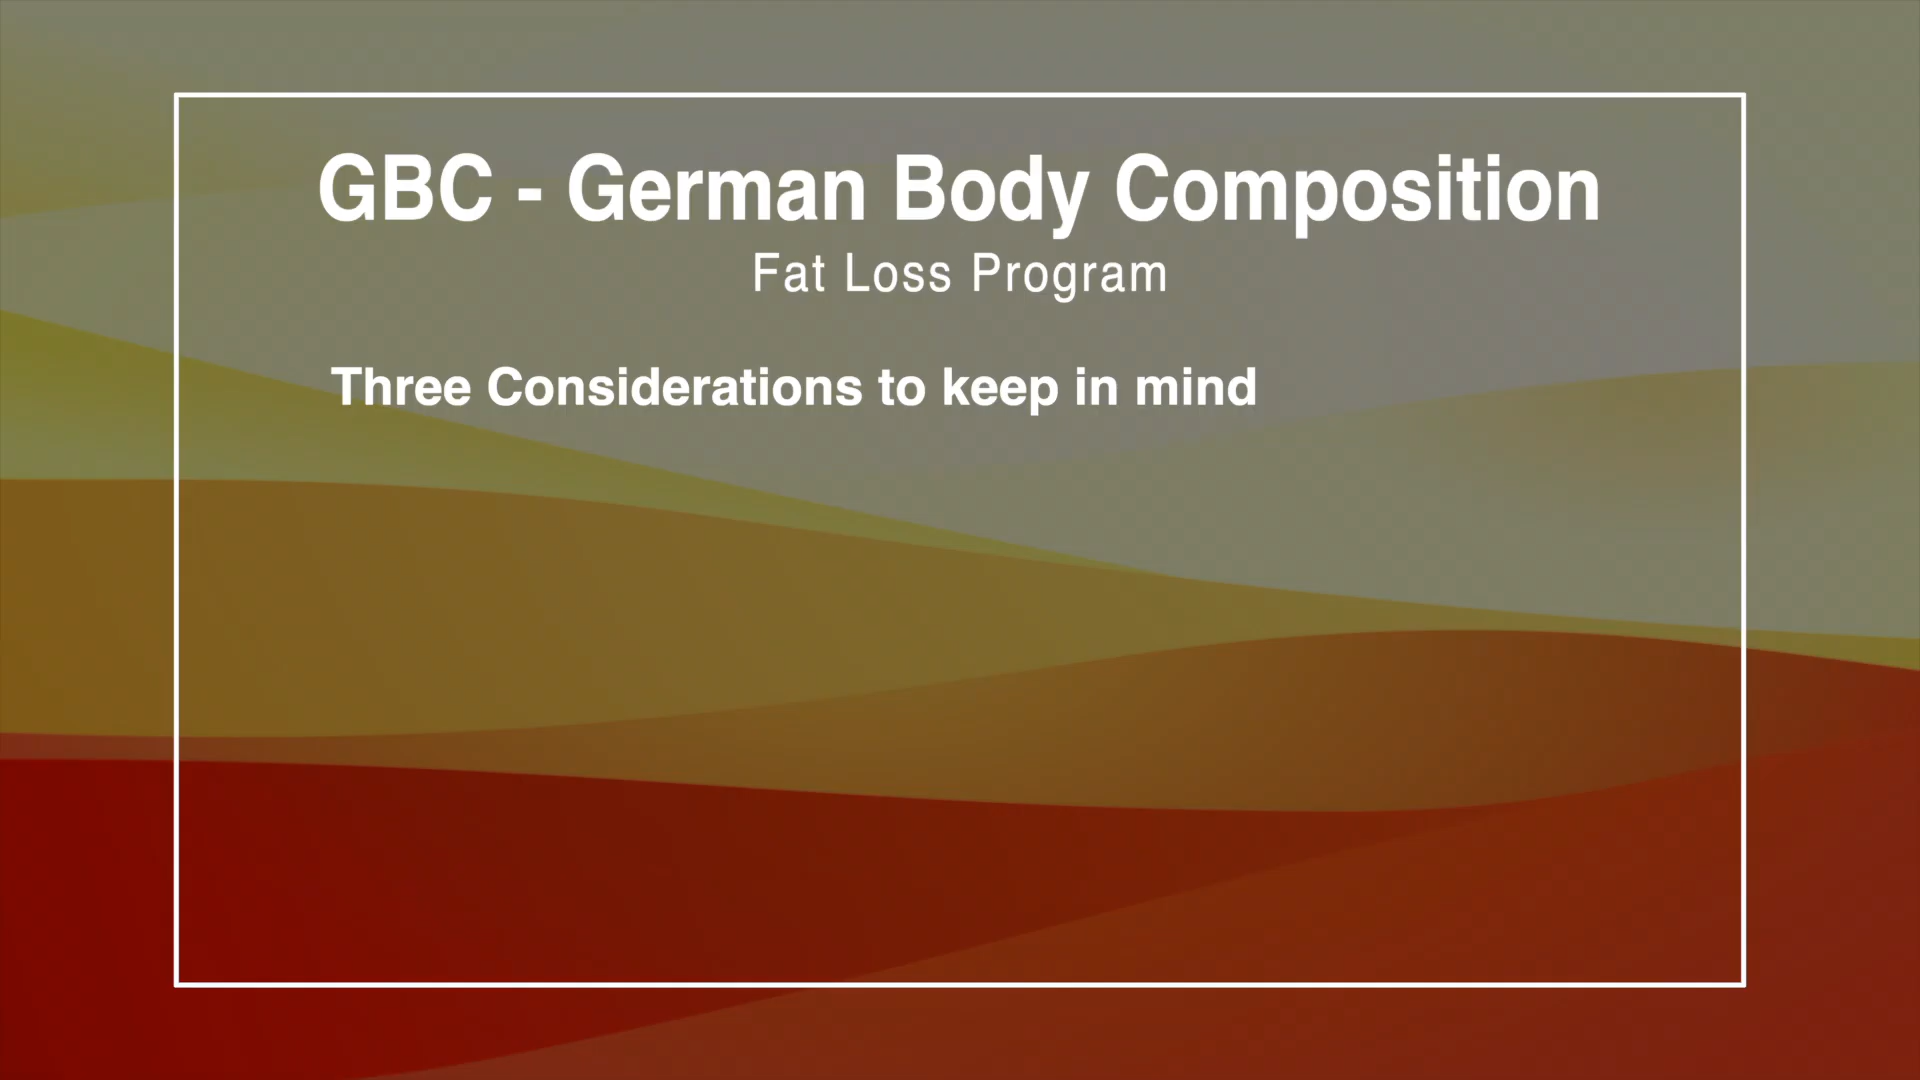 GBC - German Body Composition
Fat Loss Program
Three Considerations to keep in mind